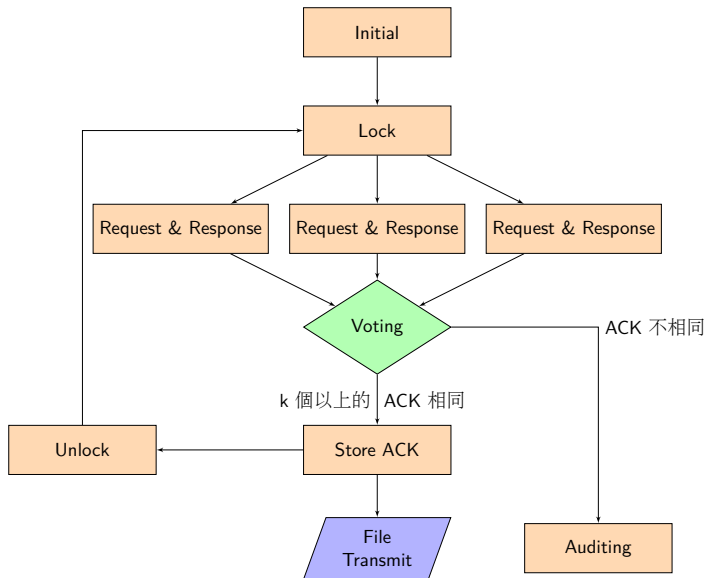 Initial
Lock
Request & Response
Request & Response
Request & Response
Voting
ACK 不相同
k 個以上的 ACK 相同
Unlock
Store ACK
File
Transmit
Auditing